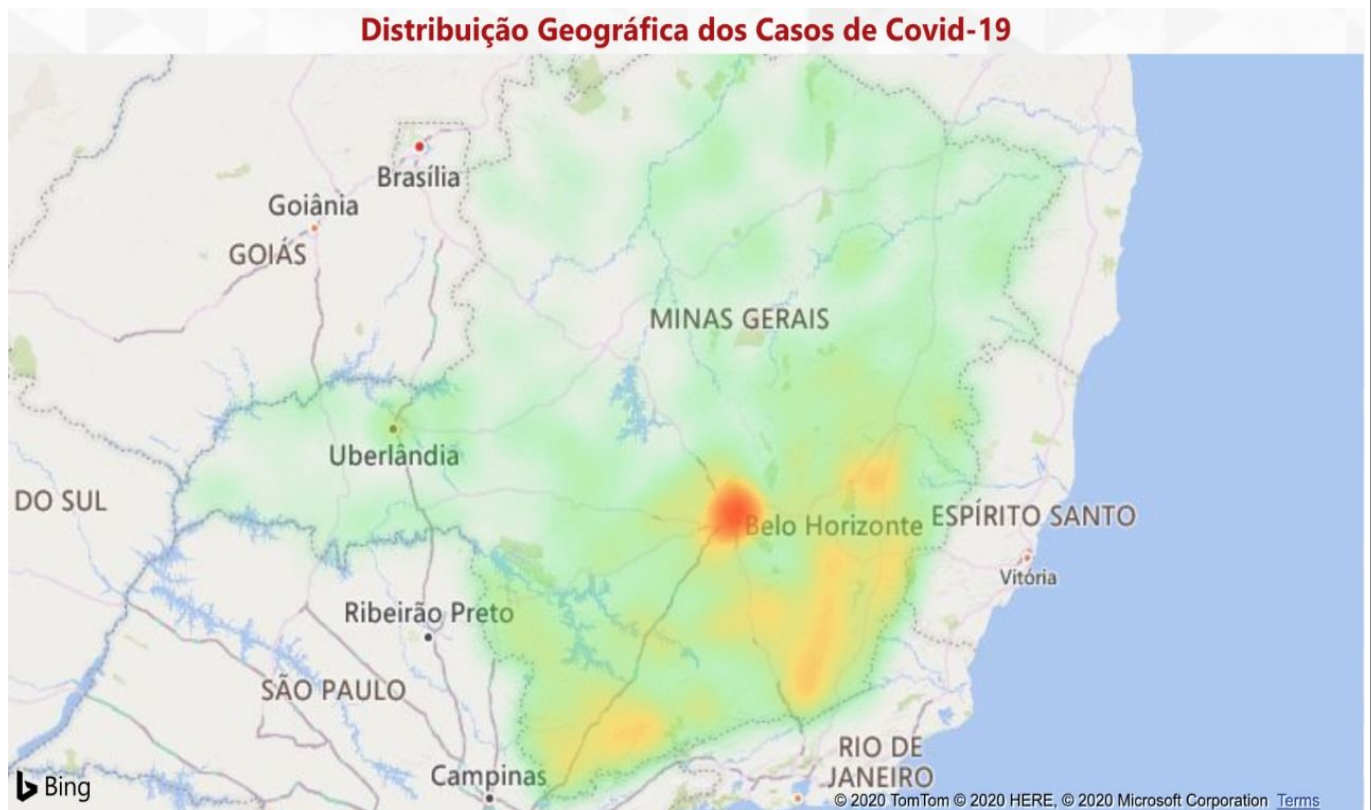 Distribuição Geográfica dos Casos de Covid-19
Brasília
Goiânia
GOIÁS
MINAS GERAIS
Uberlândia
DO SUL
Belo Horizonte
ESPÍRITO SANTO
Vitória
Ribeirão Preto
SÃO PAULO
RIO DE
JANEIRO
Campinas
Bing
© 2020 TomTom © 2020 HERE, © 2020 Microsoft Corporation Terms